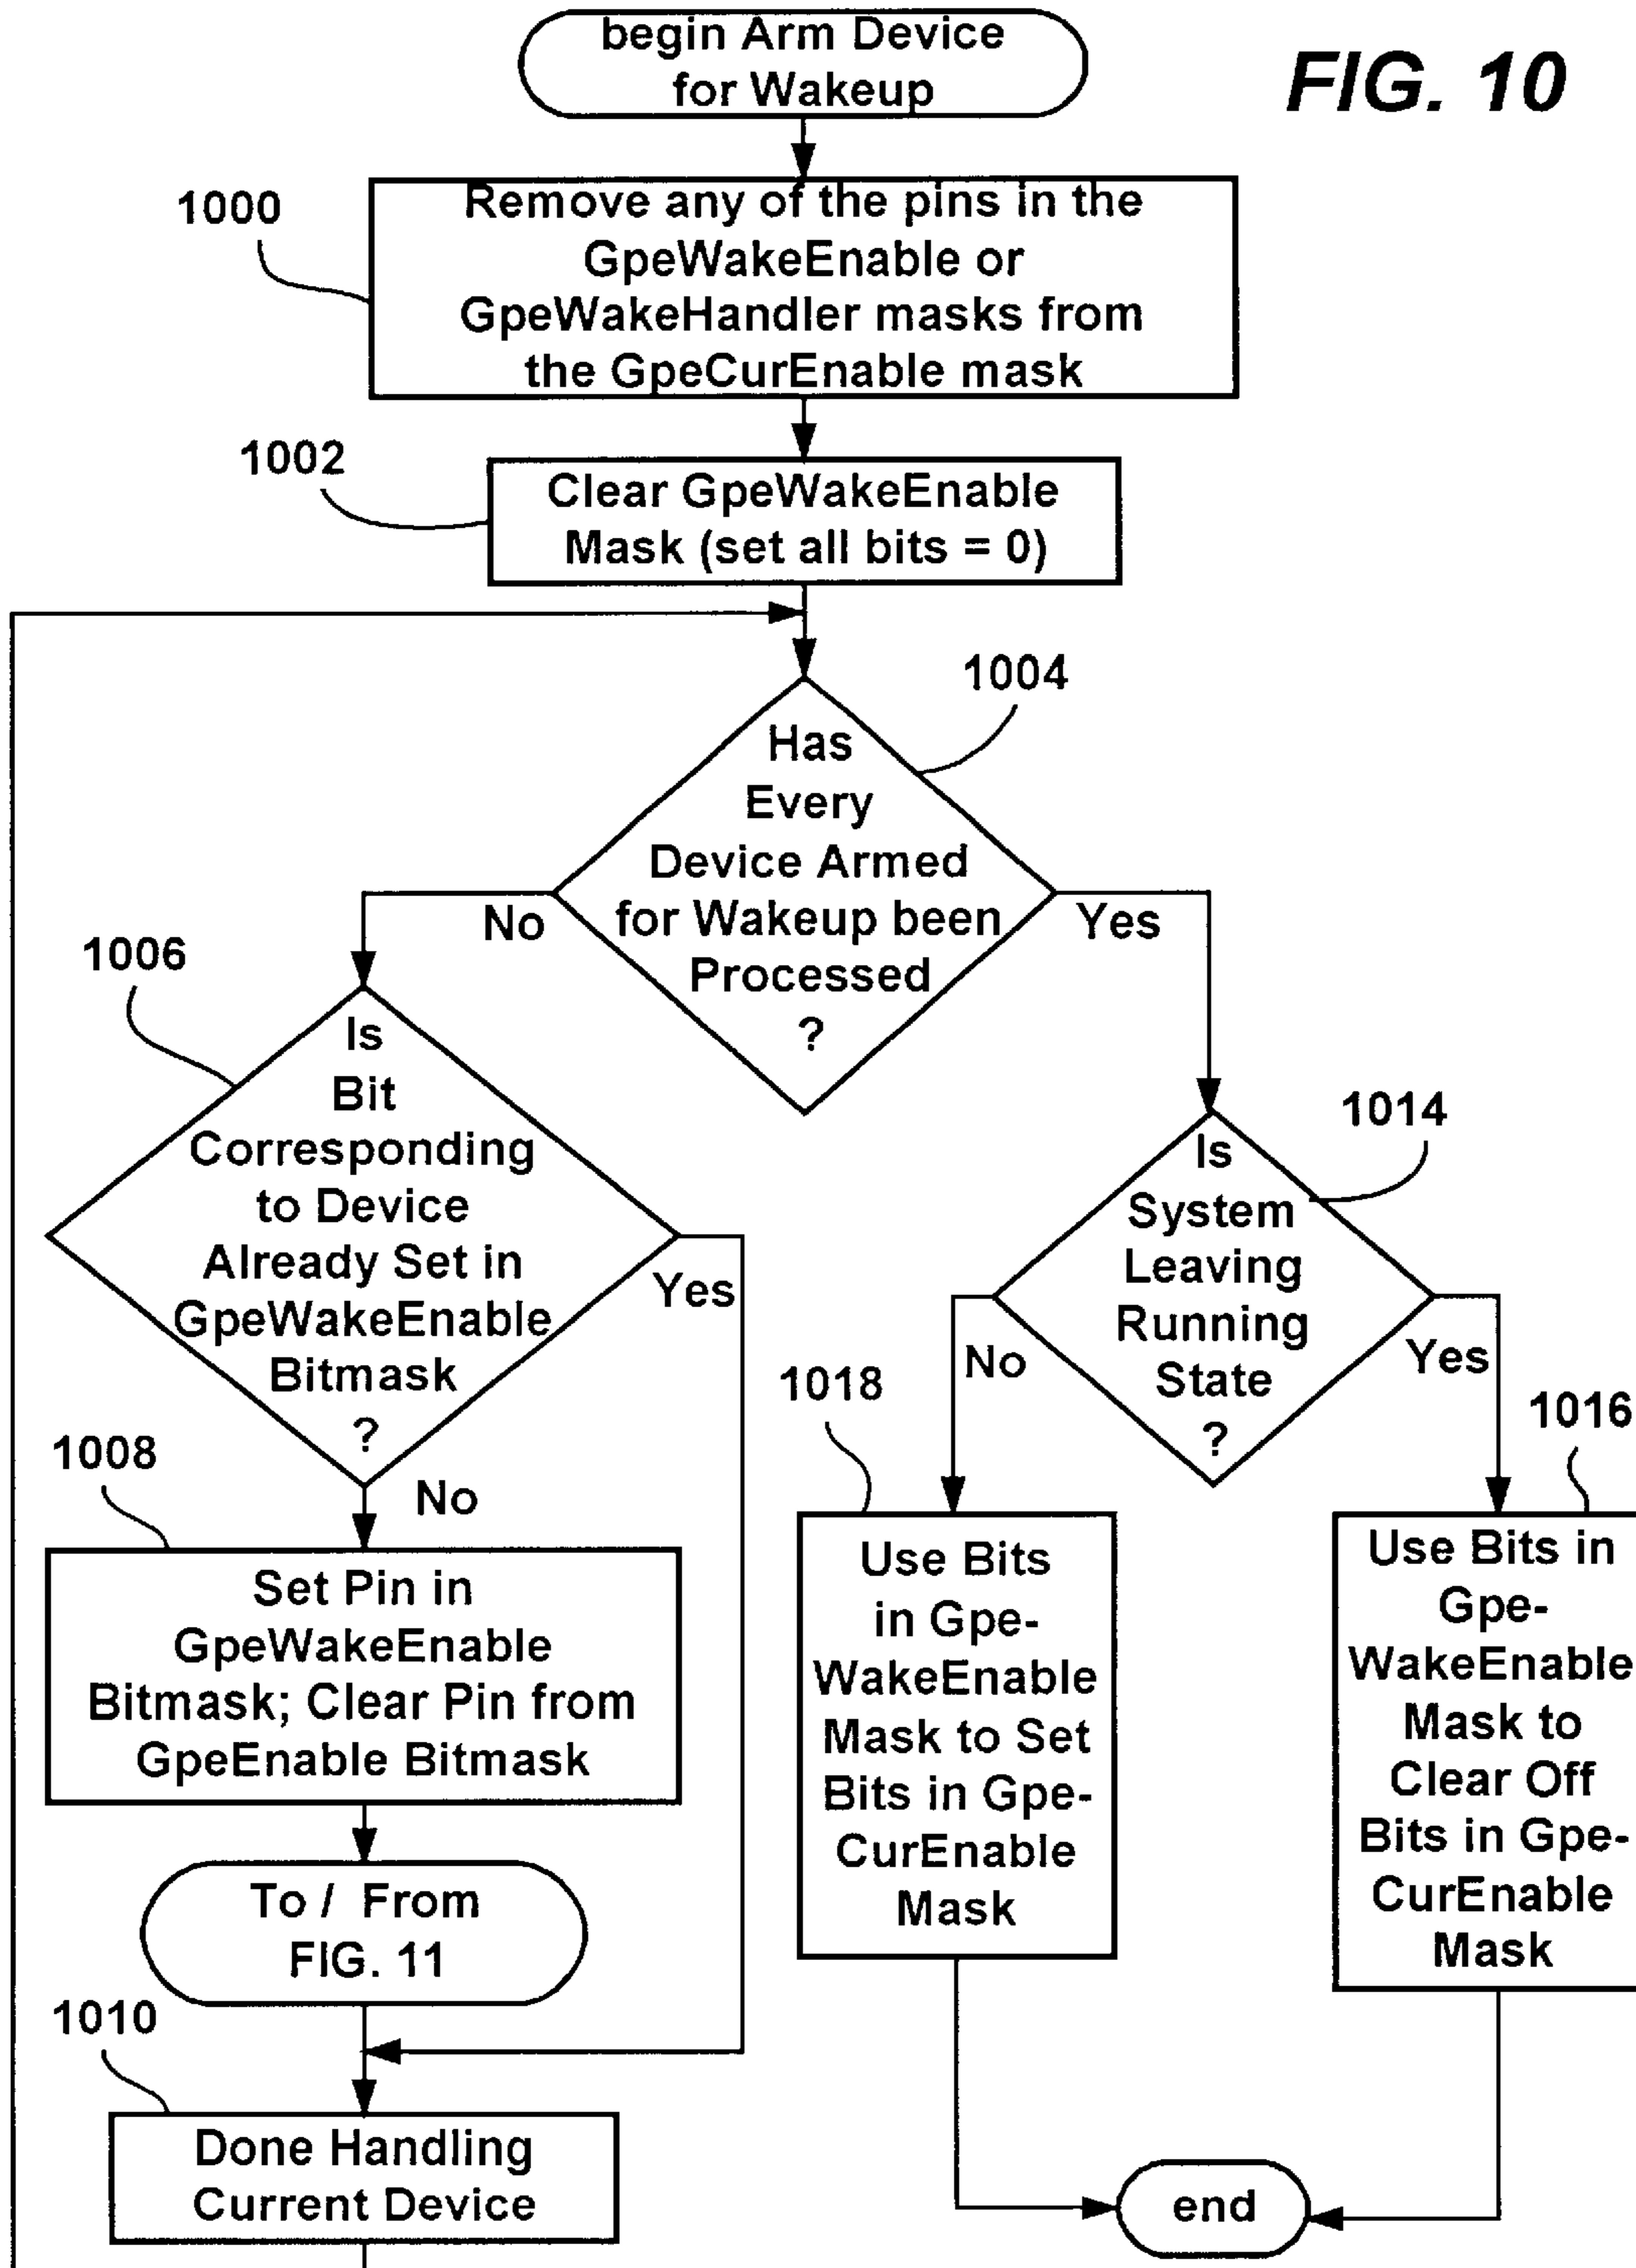 begin Arm Device
for Wakeup
FIG. 10
1000
Remove any of the pins in the
GpeWakeEnable or
GpeWakeHandler masks from
the GpeCurEnable mask
1002
Clear GpeWakeEnable
Mask (set all bits = 0)
1004
Has
Every
Device Armed
for Wakeup been
Processed
?
No
Yes
1006
Is
Bit
Corresponding
to Device
Already Set in
GpeWakeEnable
Bitmask
?
Yes
No
1008
Set Pin in
GpeWakeEnable
Bitmask; Clear Pin from
GpeEnable Bitmask
To / From
FIG. 11
1010
Done Handling
Current Device
1014
Is
System
Leaving
Running
State
?
No
Yes
1018
Use Bits
in Gpe-
WakeEnable
Mask to Set
Bits in Gpe-
CurEnable
Mask
1016
Use Bits in
Gpe-
WakeEnable
Mask to
Clear Off
Bits in Gpe-
CurEnable
Mask
end